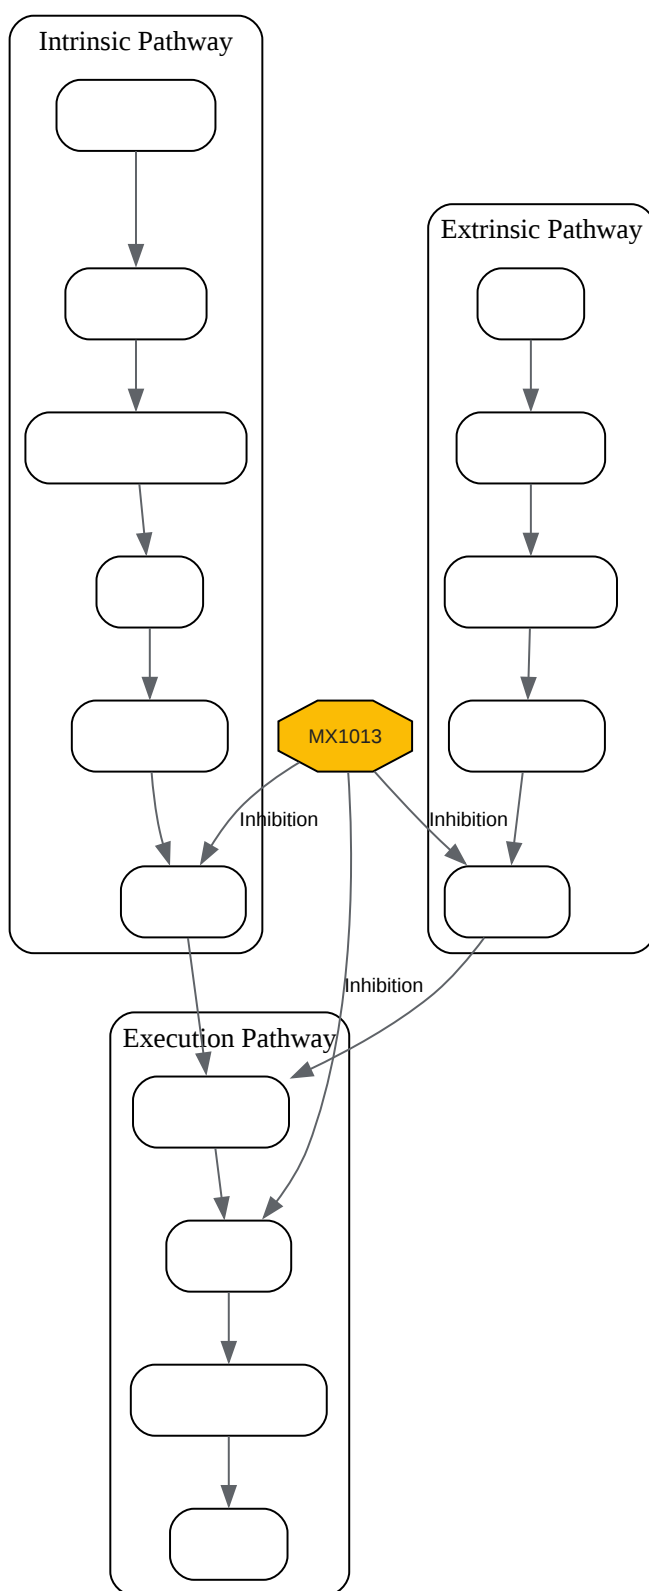 Intrinsic Pathway
Extrinsic Pathway
MX1013
Inhibition
Inhibition
Inhibition
Execution Pathway